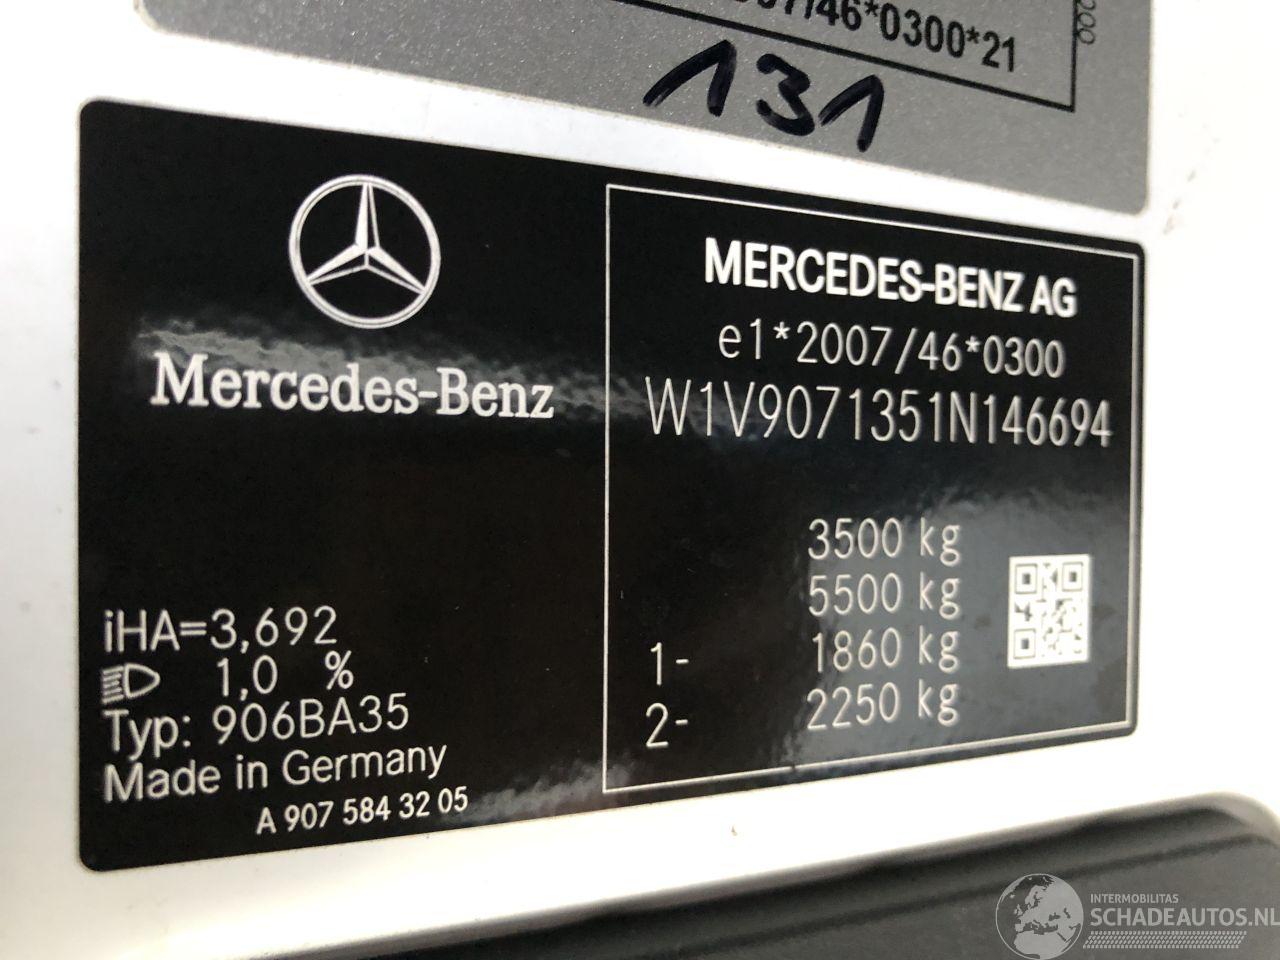 /46*0300*21
200
131
Mercedes-Benz
MERCEDES-BENZ AG
e1*2007/46*0300
W1V9071351N146694
3500 kg
5500 kg
1- 1860 kg
2- 2250 kg
iHA=3,692
1,0 %
Typ: 906BA35
Made in Germany
A 907 584 32 05
INTERMOBILITAS
SCHADEAUTOS.NL